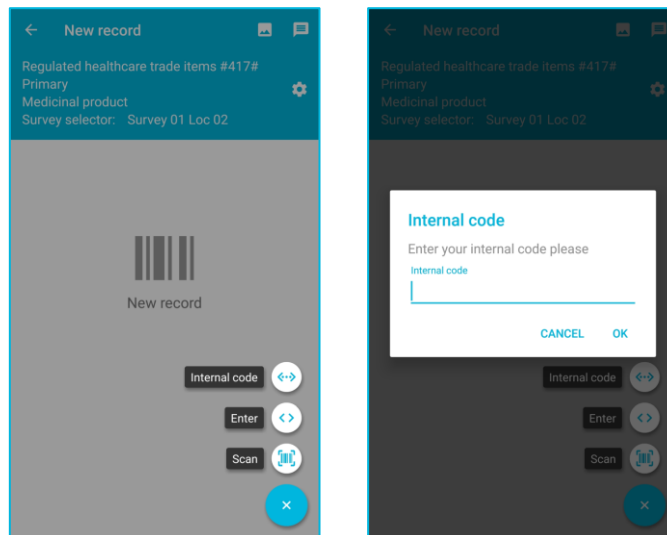 New record
Regulated healthcare trade items #417#
Primary
Medicinal product
Survey selector: Survey 01 Loc 02
New record
Internal code
Enter
Scan
New record
Regulated healthcare trade items #417#
Primary
Medicinal product
Survey selector: Survey 01 Loc 02
Internal code
Enter your internal code please
Internal code
CANCEL OK
Internal code
Enter
Scan